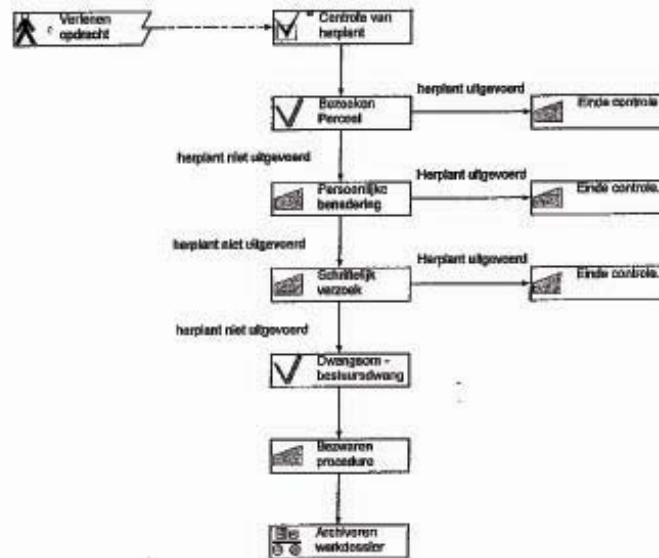 Verlenen
opdracht
Controle van
herplant
herplant uitgevoerd
Bezoeken
Perceel
Einde controle
herplant niet uitgevoerd
Herplant uitgevoerd
Persoonlijke
benadering
Einde controle.
herplant niet uitgevoerd
Herplant uitgevoerd
Schriftelijk
verzoek
Einde controle.
herplant niet uitgevoerd
Dwangsom -
bestuursdwang
Bezwaren
procedure
Archiveren
werkdossier